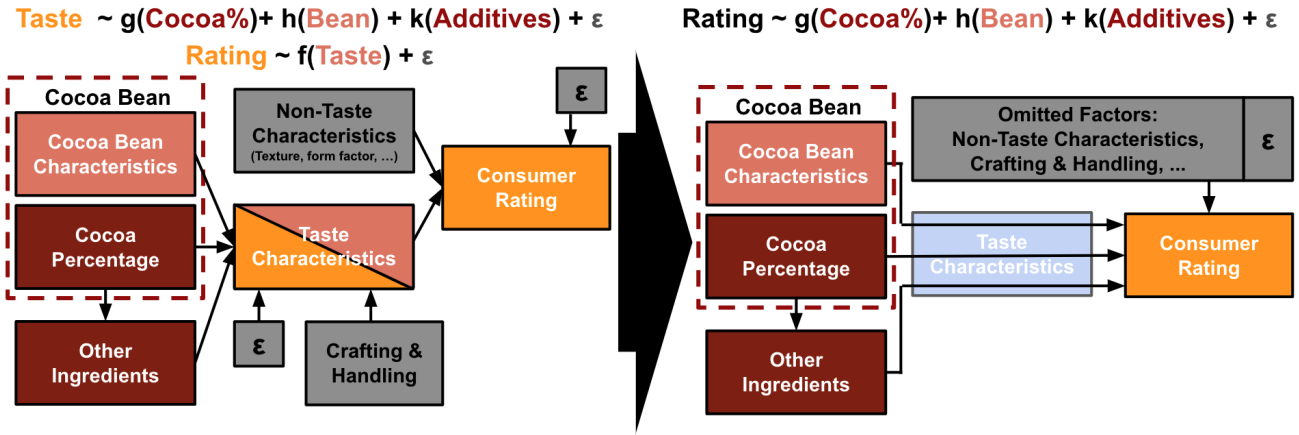 Taste ~ g(Cocoa%)+ h(Bean) + k(Additives) + ε
Rating ~ f(Taste) + ε
Cocoa Bean
Cocoa Bean
Characteristics
Cocoa
Percentage
Other
Ingredients
Non-Taste
Characteristics
(Texture, form factor, ...)
Taste
Characteristics
ε
Crafting &
Handling
ε
Consumer
Rating
Rating ~ g(Cocoa%)+ h(Bean) + k(Additives) + ε
Cocoa Bean
Cocoa Bean
Characteristics
Cocoa
Percentage
Other
Ingredients
Omitted Factors:
Non-Taste Characteristics,
Crafting & Handling, ...
ε
Taste
Characteristics
Consumer
Rating